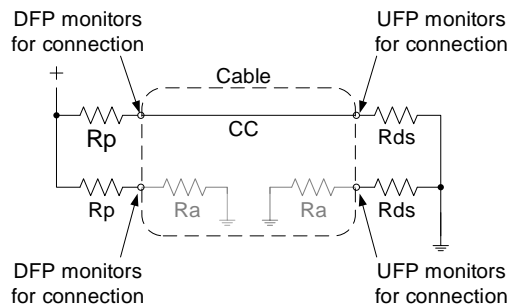 DFP monitors
for connection
UFP monitors
for connection
Cable
+
Rp
CC
Rds
Rp
Ra
Ra
Rds
DFP monitors
for connection
UFP monitors
for connection